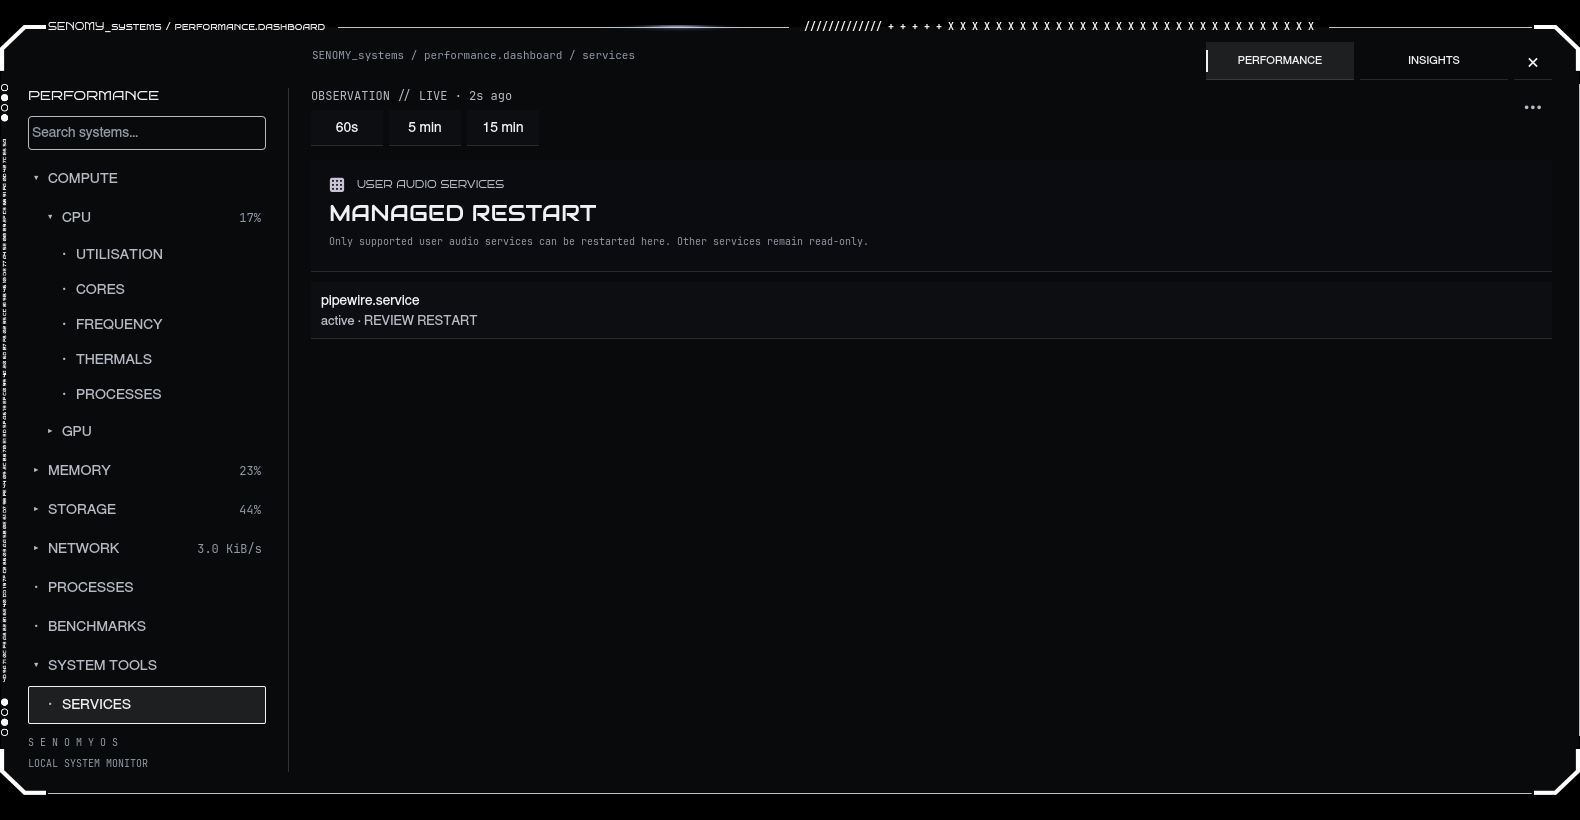 SENOMY_SYSTEMS / PERFORMANCE.DASHBOARD
///////////// + + + + + X X X X X X X X X X X X X X X X X X X X X X X X X X X X X X X
SENOMY_systems / performance.dashboard / services
PERFORMANCE
INSIGHTS
×
PERFORMANCE
Search systems...
▾ COMPUTE
▾ CPU 17%
· UTILISATION
· CORES
· FREQUENCY
· THERMALS
· PROCESSES
▸ GPU
▸ MEMORY 23%
▸ STORAGE 44%
▸ NETWORK 3.0 KiB/s
· PROCESSES
· BENCHMARKS
▾ SYSTEM TOOLS
· SERVICES
S E N O M Y O S
LOCAL SYSTEM MONITOR
OBSERVATION // LIVE · 2s ago
•••
60s
5 min
15 min
USER AUDIO SERVICES
MANAGED RESTART
Only supported user audio services can be restarted here. Other services remain read-only.
pipewire.service
active · REVIEW RESTART